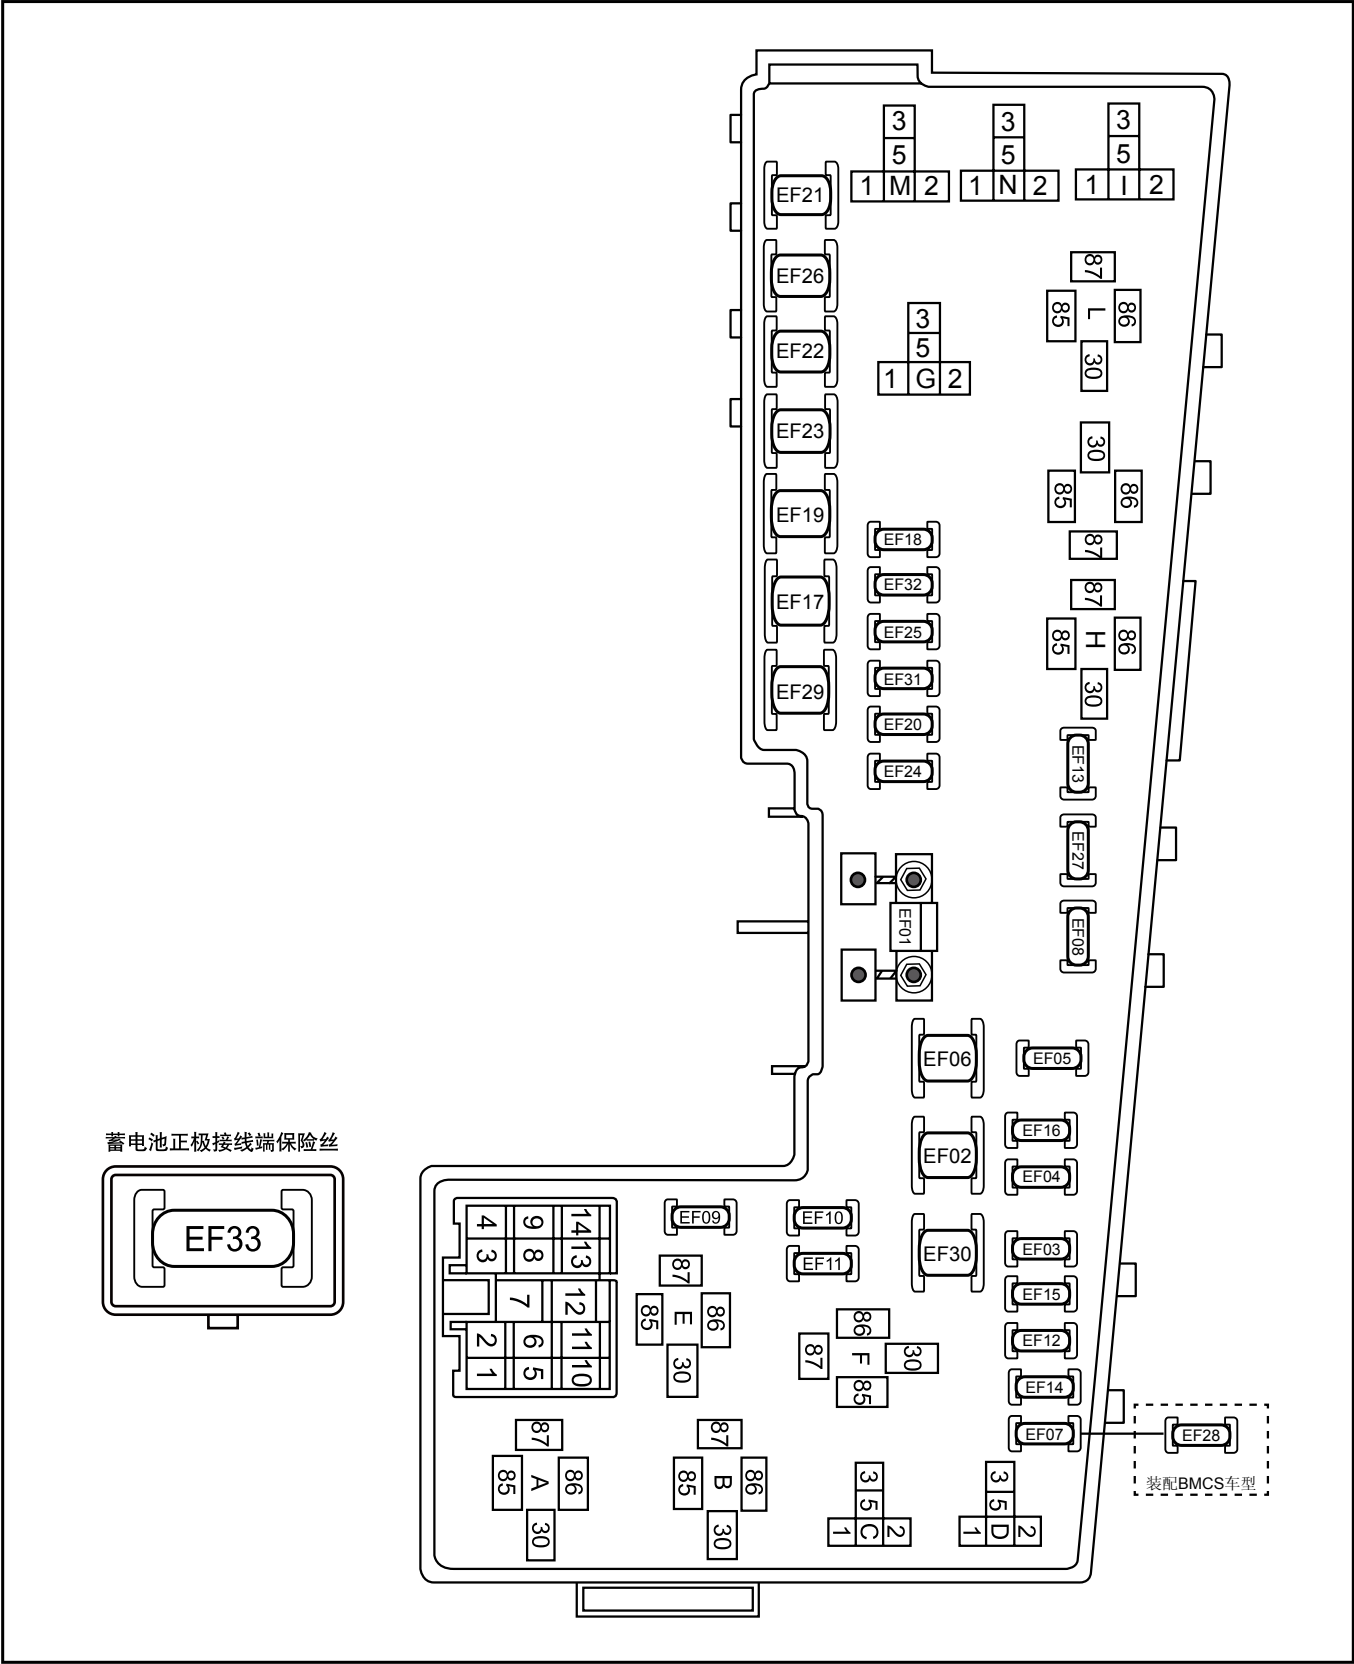 3 3 3
5 5 5
1 M 2 1 N 2 1 I 2
EF21
EF26
EF22
EF23
EF19
EF17
EF29
3
5
1 G 2
87
85 L 86
30
30
85 86
87
87
85 H 86
30
EF18
EF32
EF25
EF31
EF20
EF24
EF13
EF27
EF08
EF01
EF06
EF05
EF02
EF16
EF04
EF30
EF03
EF15
EF12
EF14
EF07
EF28
装配BMCS车型
蓄电池正极接线端保险丝
EF33
4 9 14
3 8 13
7 12
2 6 11
1 5 10
EF09
EF10
EF11
87
85 E 86
30
86
87 F 30
85
87
85 A 86
30
87
85 B 86
30
3
5
1 C 2
3
5
1 D 2